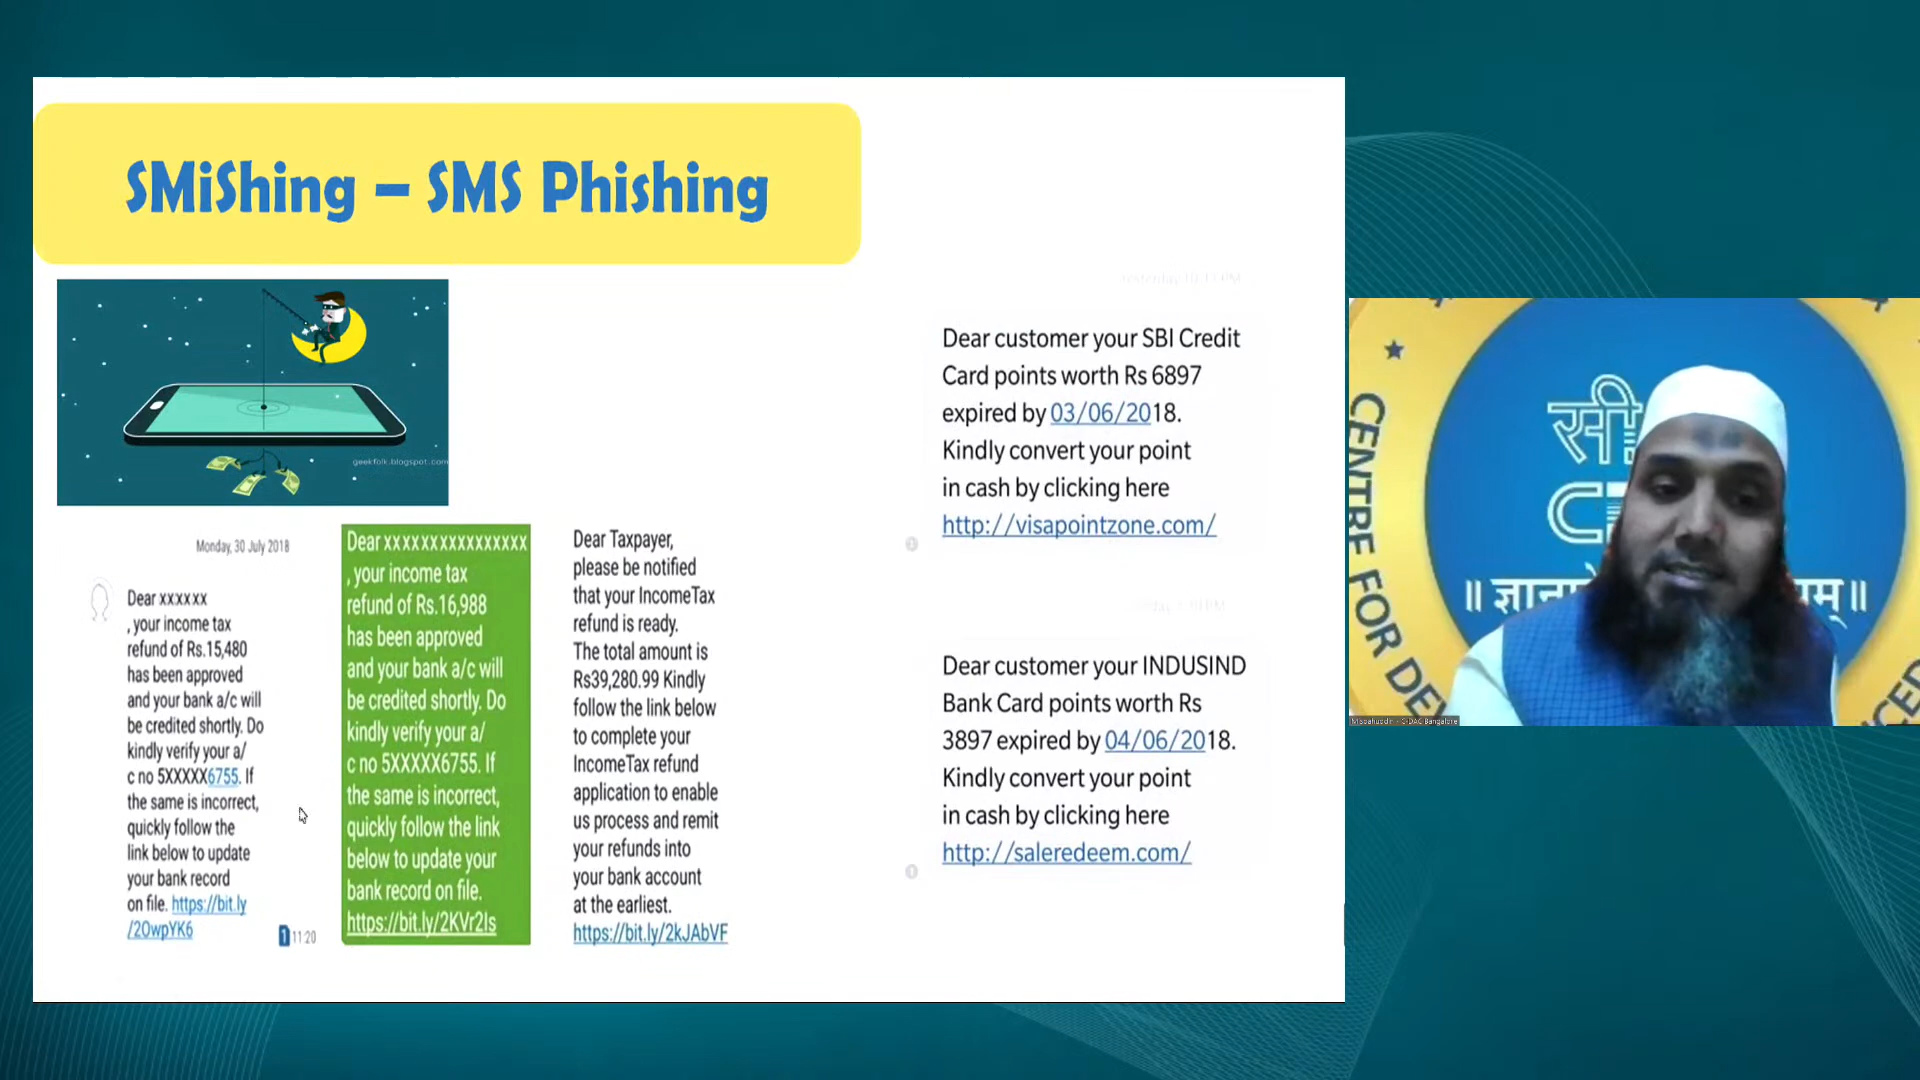 SMiShing – SMS Phishing
geekfolk.blogspot.com
Monday, 30 July 2018
Dear xxxxxx
, your income tax
refund of Rs.15,480
has been approved
and your bank a/c will
be credited shortly. Do
kindly verify your a/
c no 5XXXXX6755. If
the same is incorrect,
quickly follow the
link below to update
your bank record
on file. https://bit.ly
/2OwpYK6
1 11:20
Dear xxxxxxxxxxxxxxxx
, your income tax
refund of Rs.16,988
has been approved
and your bank a/c will
be credited shortly. Do
kindly verify your a/
c no 5XXXXX6755. If
the same is incorrect,
quickly follow the link
below to update your
bank record on file.
https://bit.ly/2KVr2Is
Dear Taxpayer,
please be notified
that your IncomeTax
refund is ready.
The total amount is
Rs39,280.99 Kindly
follow the link below
to complete your
IncomeTax refund
application to enable
us process and remit
your refunds into
your bank account
at the earliest.
https://bit.ly/2kJAbVF
Dear customer your SBI Credit
Card points worth Rs 6897
expired by 03/06/2018.
Kindly convert your point
in cash by clicking here
http://visapointzone.com/
Dear customer your INDUSIND
Bank Card points worth Rs
3897 expired by 04/06/2018.
Kindly convert your point
in cash by clicking here
http://saleredeem.com/
सी
CENTRE FOR DEV